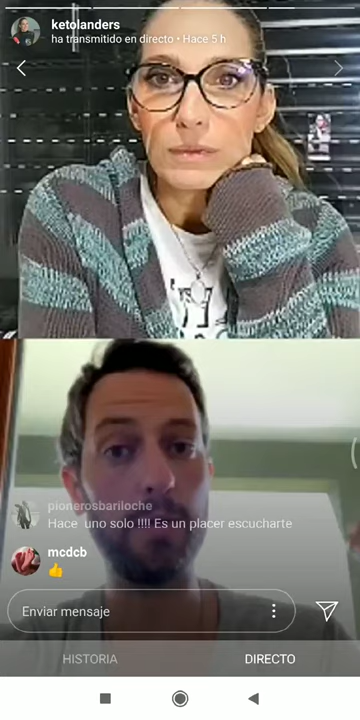 ketolanders
ha transmitido en directo • Hace 5 h
pionerosbariloche
Hace uno solo !!!! Es un placer escucharte
mcdcb
👍
Enviar mensaje
HISTORIA
DIRECTO